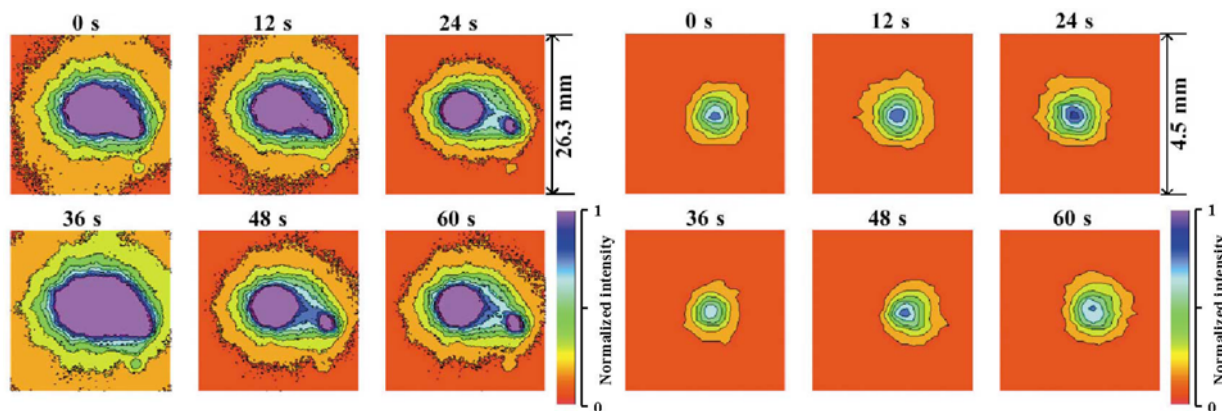 0 s 12 s 24 s 0 s 12 s 24 s
26.3 mm
4.5 mm
36 s 48 s 60 s 36 s 48 s 60 s
1
Normalized intensity
0
1
Normalized intensity
0